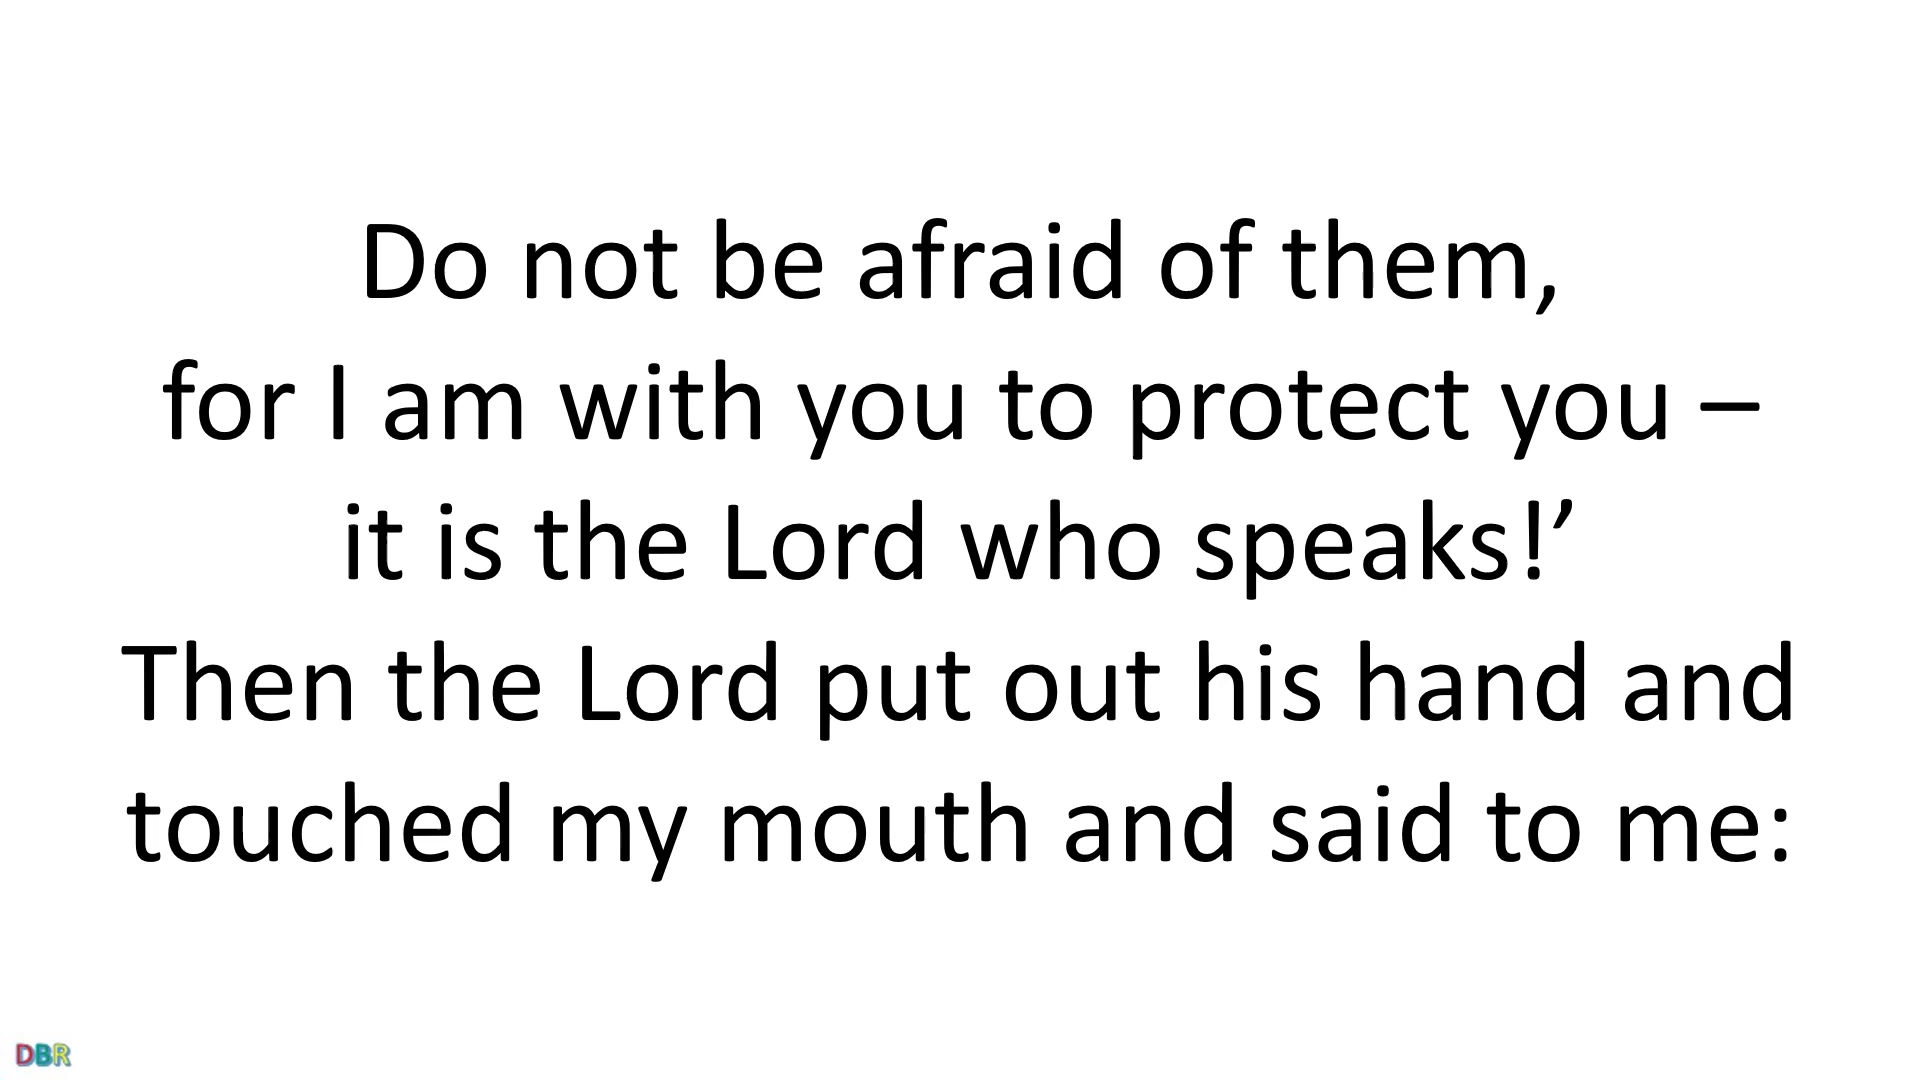 Do not be afraid of them,
for I am with you to protect you –
it is the Lord who speaks!’
Then the Lord put out his hand and
touched my mouth and said to me:
DBR